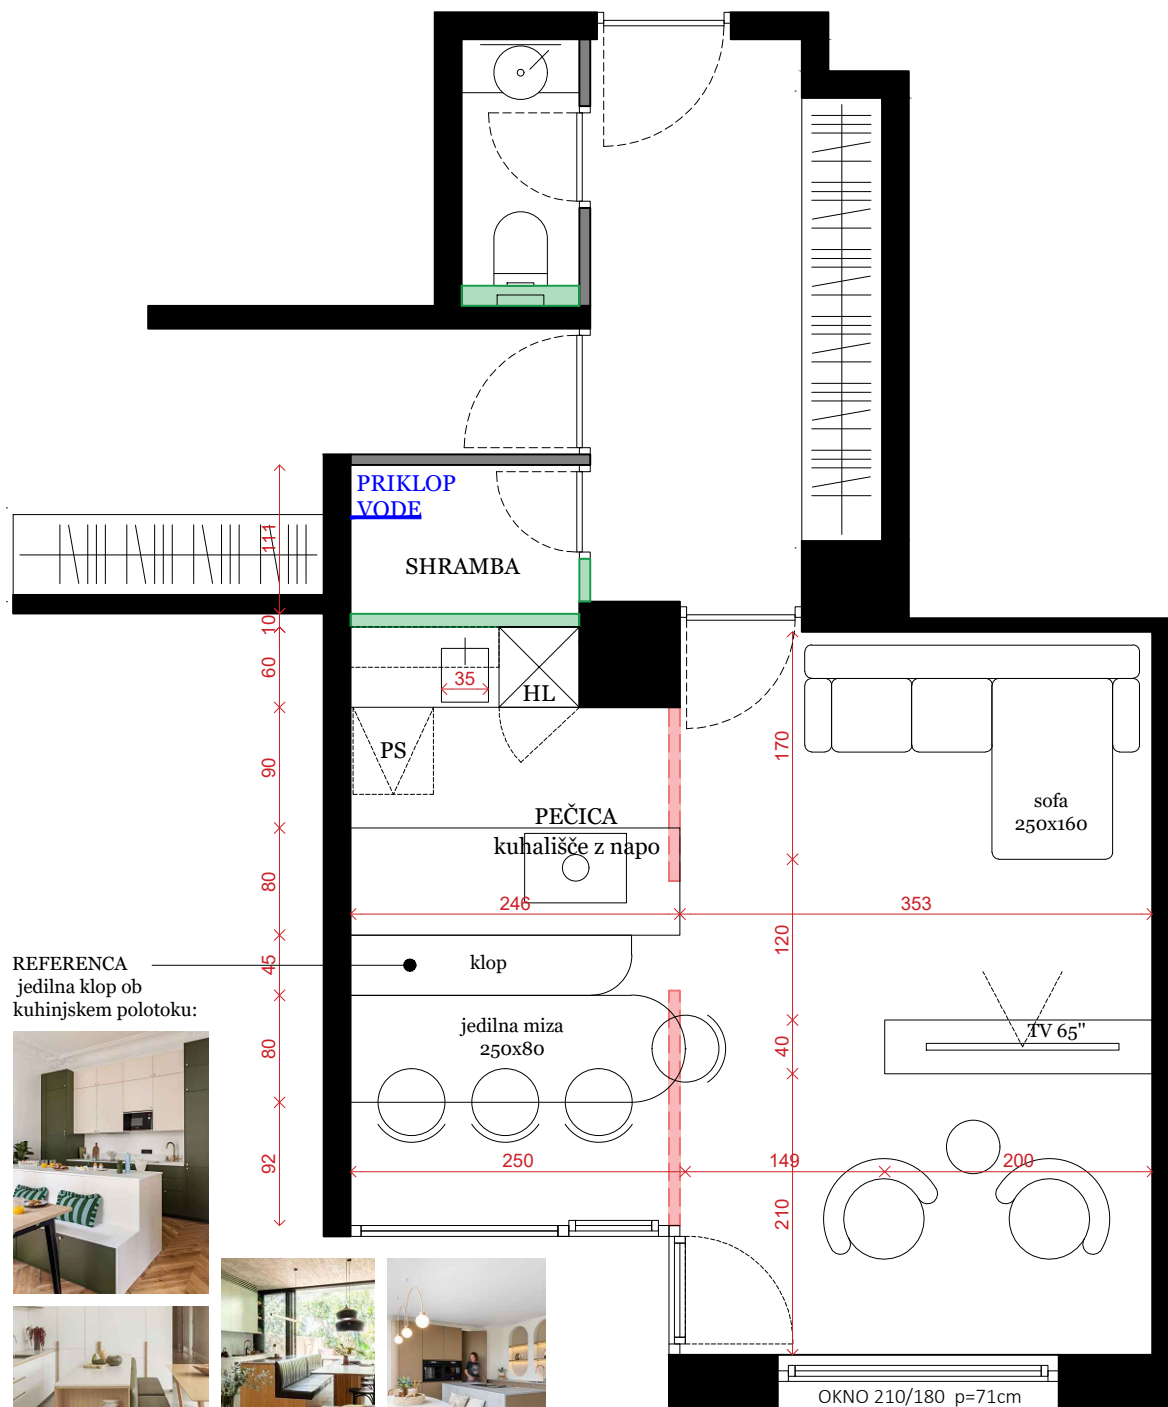 PRIKLOP
VODE
SHRAMBA
111
10
60
35
HL
PS
90
170
PEČICA
kuhališče z napo
sofa
250x160
80
246
353
120
REFERENCA
jedilna klop ob
kuhinjskem polotoku:
45
klop
jedilna miza
250x80
80
40
TV 65"
92
250
149
200
210
OKNO 210/180 p=71cm